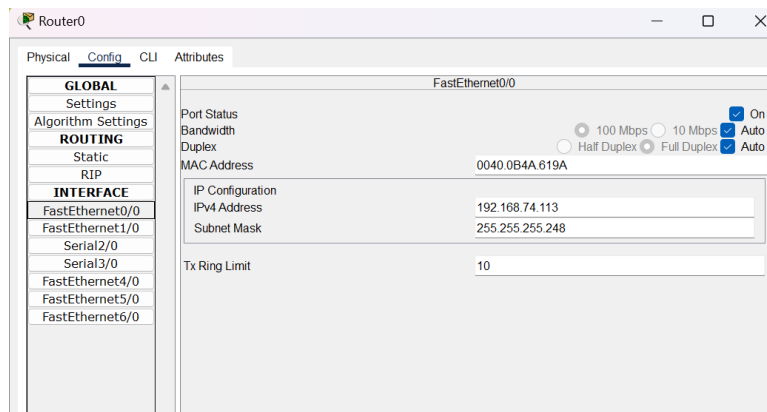 Router0
Physical Config CLI Attributes
GLOBAL
Settings
Algorithm Settings
ROUTING
Static
RIP
INTERFACE
FastEthernet0/0
FastEthernet1/0
Serial2/0
Serial3/0
FastEthernet4/0
FastEthernet5/0
FastEthernet6/0
FastEthernet0/0
Port Status On
Bandwidth 100 Mbps 10 Mbps Auto
Duplex Half Duplex Full Duplex Auto
MAC Address 0040.0B4A.619A
IP Configuration
IPv4 Address 192.168.74.113
Subnet Mask 255.255.255.248
Tx Ring Limit 10